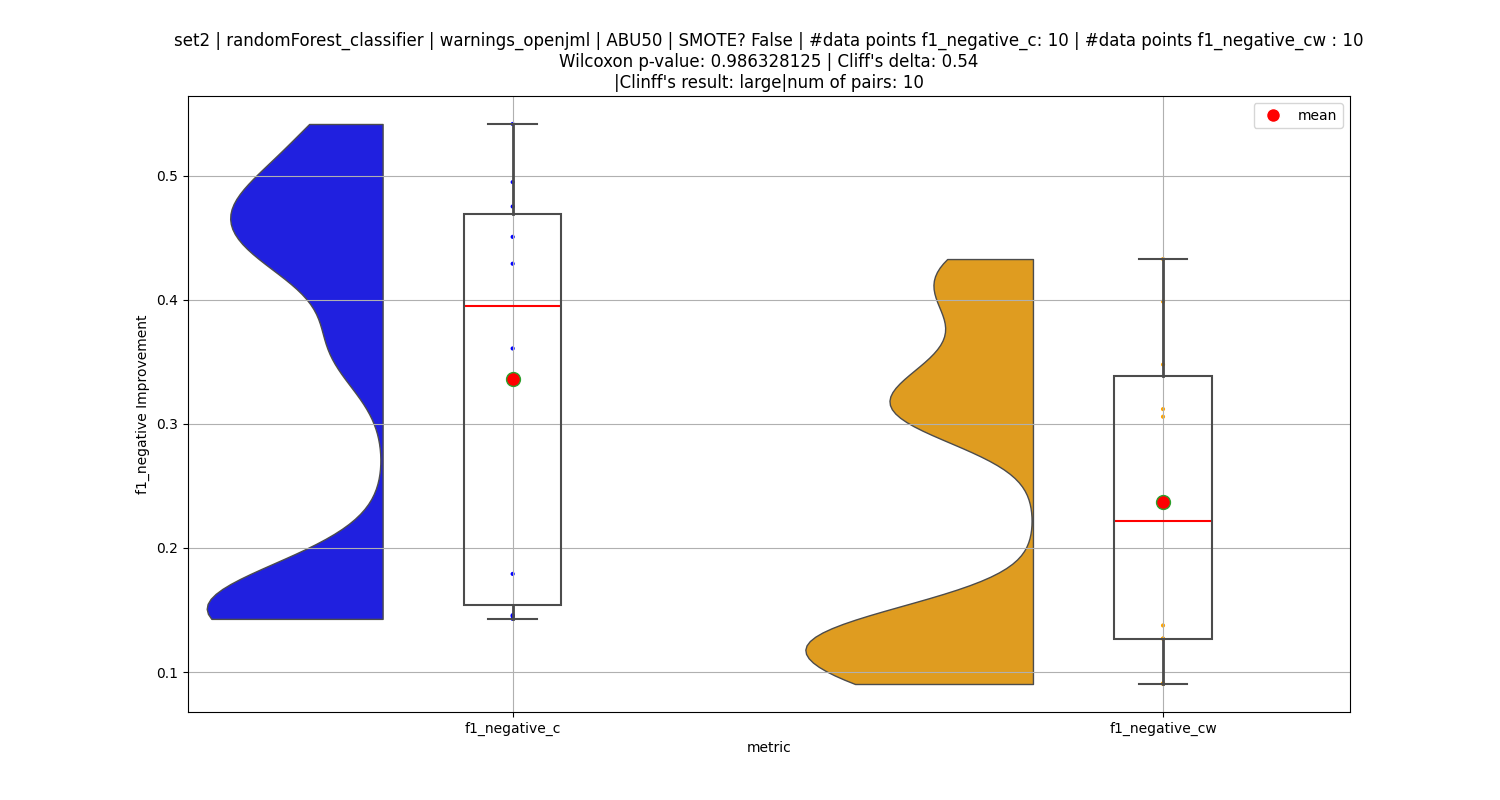 set2 | randomForest_classifier | warnings_openjml | ABU50 | SMOTE? False | #data points f1_negative_c: 10 | #data points f1_negative_cw : 10
Wilcoxon p-value: 0.986328125 | Cliff's delta: 0.54
|Clinff's result: large|num of pairs: 10
mean
0.5
0.4
0.3
0.2
0.1
f1_negative Improvement
f1_negative_c
f1_negative_cw
metric